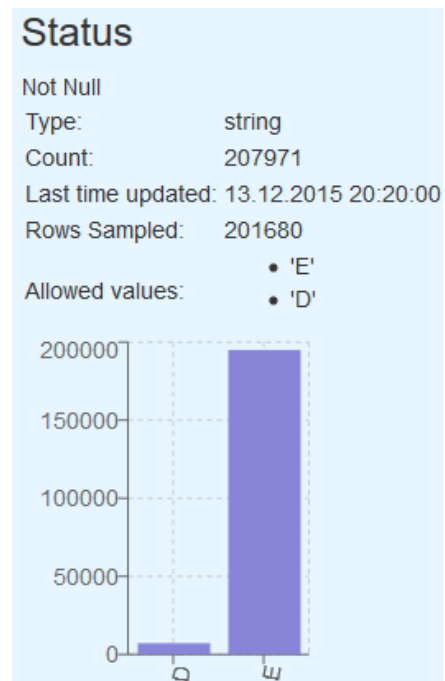 Status
Not Null
Type: string
Count: 207971
Last time updated: 13.12.2015 20:20:00
Rows Sampled: 201680
Allowed values:
• 'E'
• 'D'
200000
150000
100000
50000
0
D
E